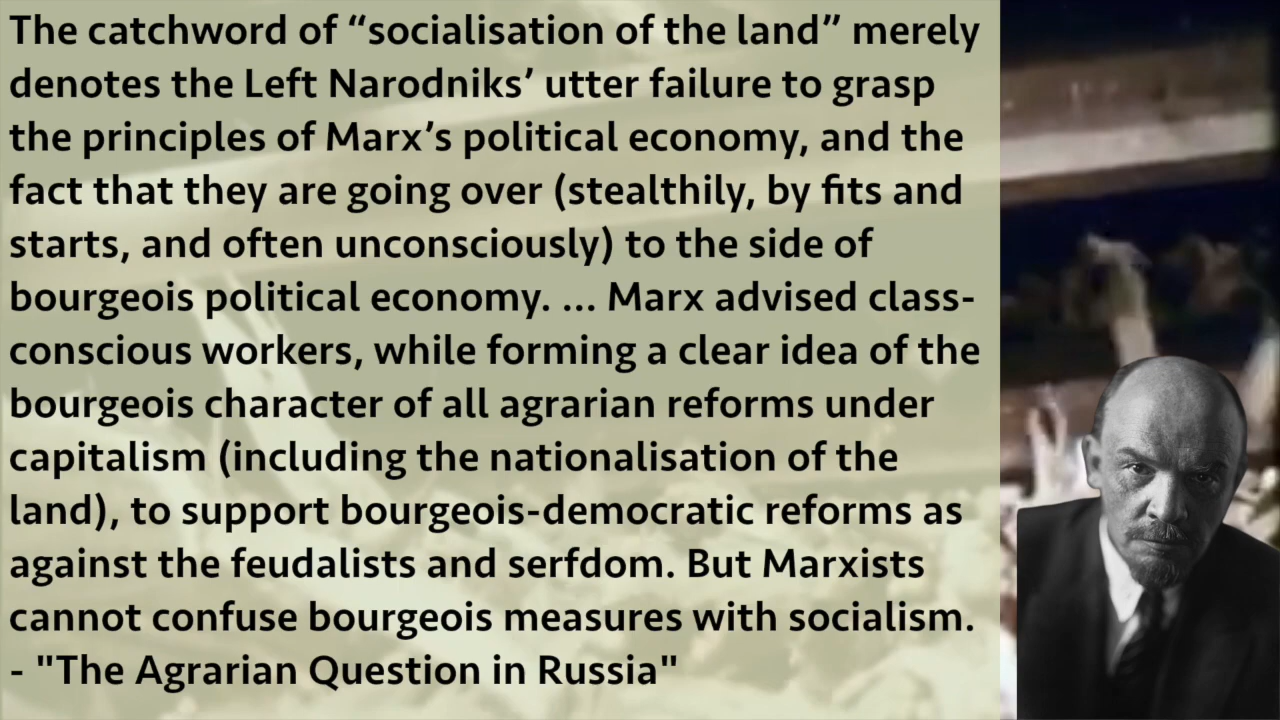 The catchword of “socialisation of the land” merely
denotes the Left Narodniks’ utter failure to grasp
the principles of Marx’s political economy, and the
fact that they are going over (stealthily, by fits and
starts, and often unconsciously) to the side of
bourgeois political economy. ... Marx advised class-
conscious workers, while forming a clear idea of the
bourgeois character of all agrarian reforms under
capitalism (including the nationalisation of the
land), to support bourgeois-democratic reforms as
against the feudalists and serfdom. But Marxists
cannot confuse bourgeois measures with socialism.
- "The Agrarian Question in Russia"